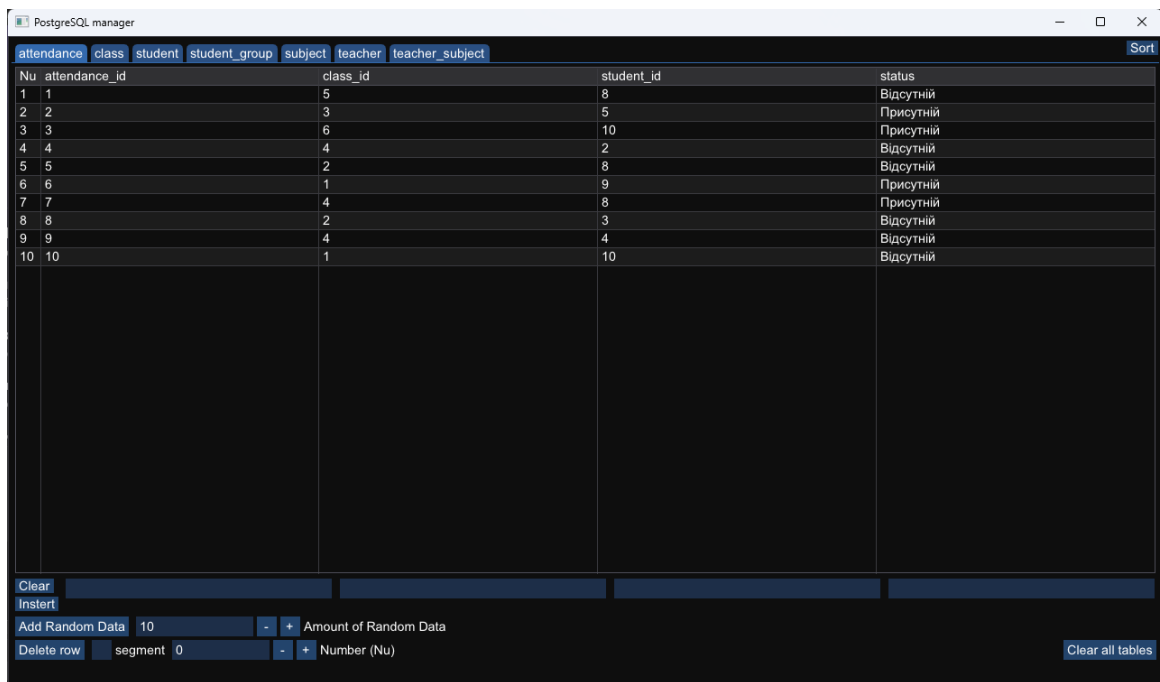 PostgreSQL manager
attendance class student student_group subject teacher teacher_subject Sort
Nu attendance_id class_id student_id status
1 1 5 8 Відсутній
2 2 3 5 Присутній
3 3 6 10 Присутній
4 4 4 2 Відсутній
5 5 2 8 Відсутній
6 6 1 9 Присутній
7 7 4 8 Присутній
8 8 2 3 Відсутній
9 9 4 4 Відсутній
10 10 1 10 Відсутній
Clear
Instert
Add Random Data 10 - + Amount of Random Data
Delete row segment 0 - + Number (Nu) Clear all tables